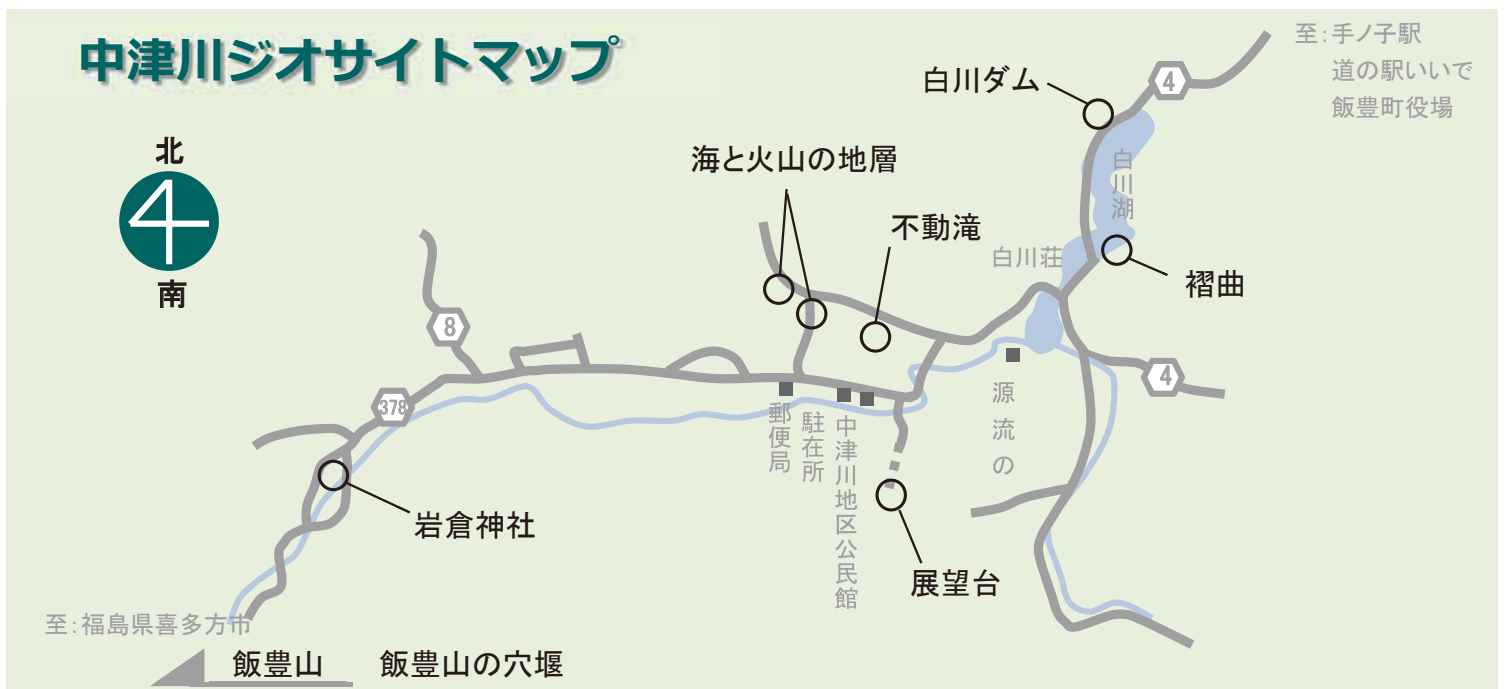 中津川ジオサイトマップ
至:手ノ子駅
道の駅いいで
飯豊町役場
白川ダム
4
北
海と火山の地層
白川湖
不動滝
白川荘
南
褶曲
8
4
378
源流の
郵便局
駐在所
中津川地区公民館
岩倉神社
展望台
至:福島県喜多方市
飯豊山
飯豊山の穴堰